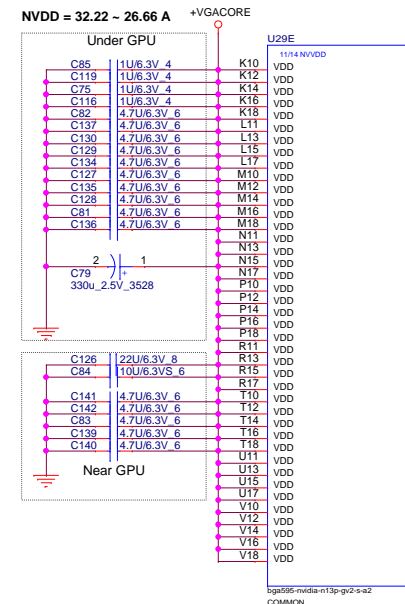 NVDD = 32.22 ~ 26.66 A
+VGACORE
Under GPU
U29E
11/14 NVVDD
C85 1U/6.3V_4 K10 VDD
C119 1U/6.3V_4 K12 VDD
C75 1U/6.3V_4 K14 VDD
C116 1U/6.3V_4 K16 VDD
C82 4.7U/6.3V_6 K18 VDD
C137 4.7U/6.3V_6 L11 VDD
C130 4.7U/6.3V_6 L13 VDD
C129 4.7U/6.3V_6 L15 VDD
C134 4.7U/6.3V_6 L17 VDD
C127 4.7U/6.3V_6 M10 VDD
C135 4.7U/6.3V_6 M12 VDD
C128 4.7U/6.3V_6 M14 VDD
C81 4.7U/6.3V_6 M16 VDD
C136 4.7U/6.3V_6 M18 VDD
N11 VDD
N13 VDD
2 1 N15 VDD
C79 N17 VDD
330u_2.5V_3528 P10 VDD
P12 VDD
P14 VDD
P16 VDD
P18 VDD
R11 VDD
C126 22U/6.3V_8 R13 VDD
C84 10U/6.3VS_6 R15 VDD
R17 VDD
C141 4.7U/6.3V_6 T10 VDD
C142 4.7U/6.3V_6 T12 VDD
C83 4.7U/6.3V_6 T14 VDD
C139 4.7U/6.3V_6 T16 VDD
C140 4.7U/6.3V_6 T18 VDD
U11 VDD
Near GPU U13 VDD
U15 VDD
U17 VDD
V10 VDD
V12 VDD
V14 VDD
V16 VDD
V18 VDD
bga595-nvidia-n13p-gv2-s-a2
COMMON